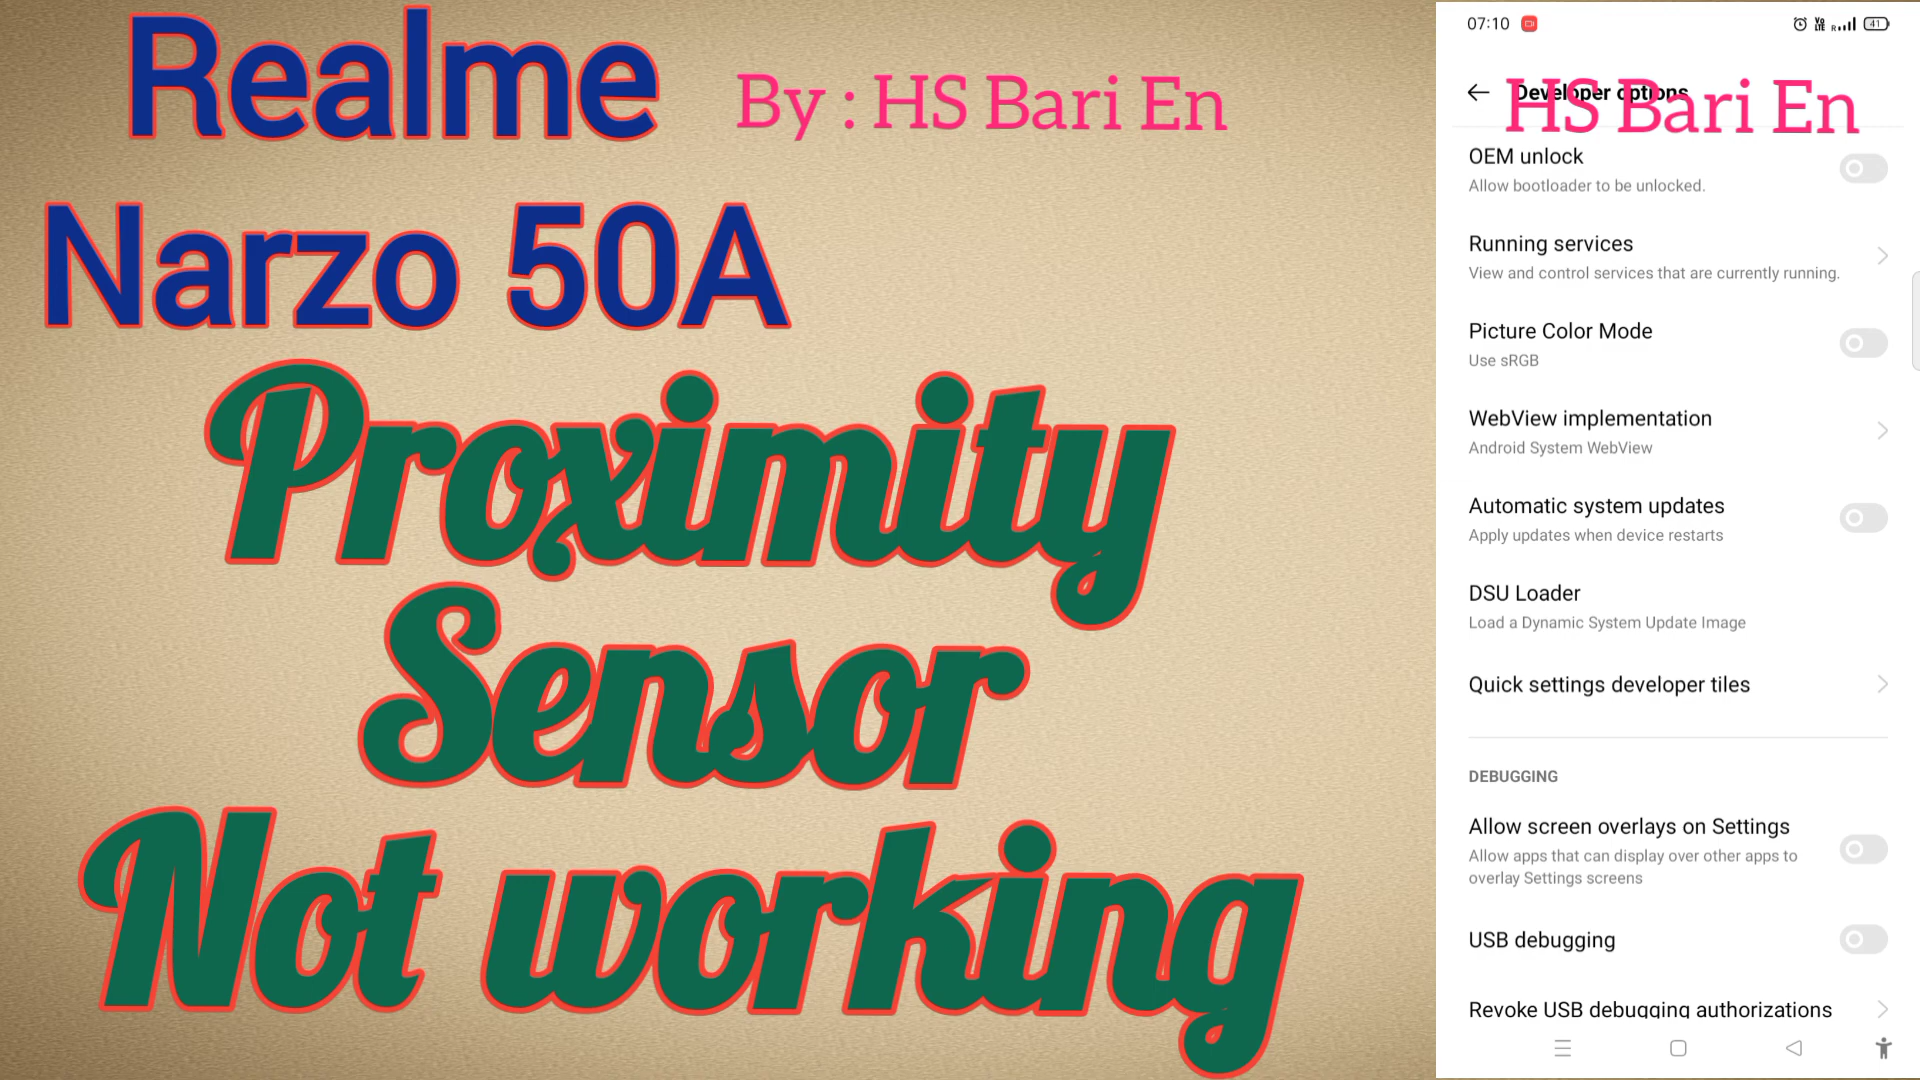 Realme
By : HS Bari En
Narzo 50A
Proximity
Sensor
Not working
07:10
41
Developer options
HS Bari En
OEM unlock
Allow bootloader to be unlocked.
Running services
View and control services that are currently running.
Picture Color Mode
Use sRGB
WebView implementation
Android System WebView
Automatic system updates
Apply updates when device restarts
DSU Loader
Load a Dynamic System Update Image
Quick settings developer tiles
DEBUGGING
Allow screen overlays on Settings
Allow apps that can display over other apps to
overlay Settings screens
USB debugging
Revoke USB debugging authorizations